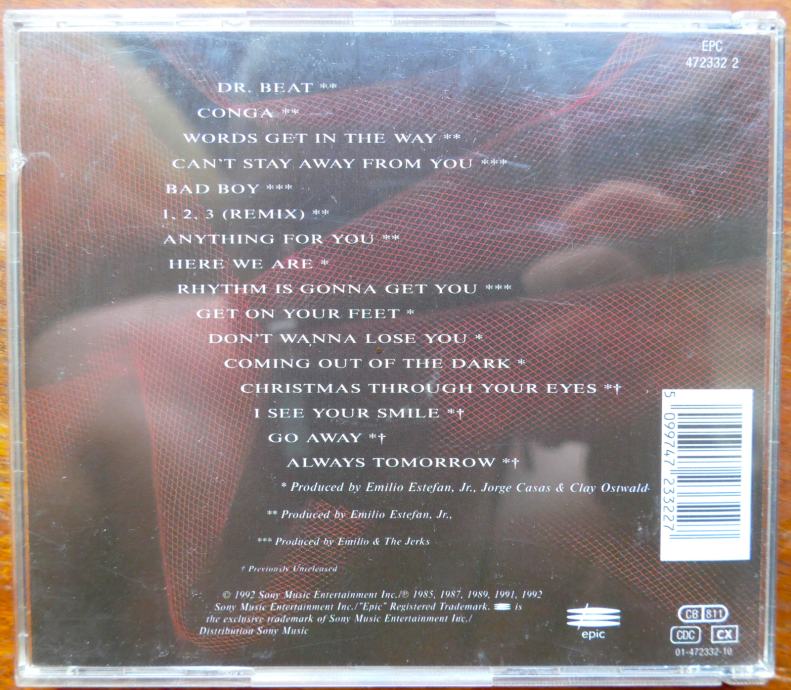 EPC
472332 2
DR. BEAT **
CONGA **
WORDS GET IN THE WAY **
CAN'T STAY AWAY FROM YOU ***
BAD BOY ***
1, 2, 3 (REMIX) **
ANYTHING FOR YOU **
HERE WE ARE *
RHYTHM IS GONNA GET YOU ***
GET ON YOUR FEET *
DON'T WANNA LOSE YOU *
COMING OUT OF THE DARK *
CHRISTMAS THROUGH YOUR EYES *†
I SEE YOUR SMILE *†
GO AWAY *†
ALWAYS TOMORROW *†
* Produced by Emilio Estefan, Jr., Jorge Casas & Clay Ostwald
** Produced by Emilio Estefan, Jr.,
*** Produced by Emilio & The Jerks
† Previously Unreleased
5 099747 233227
© 1992 Sony Music Entertainment Inc./℗ 1985, 1987, 1989, 1991, 1992
Sony Music Entertainment Inc./"Epic" Registered Trademark. is
the exclusive trademark of Sony Music Entertainment Inc./
Distribution Sony Music
epic
CB 811
CDC CX
01-472332-10